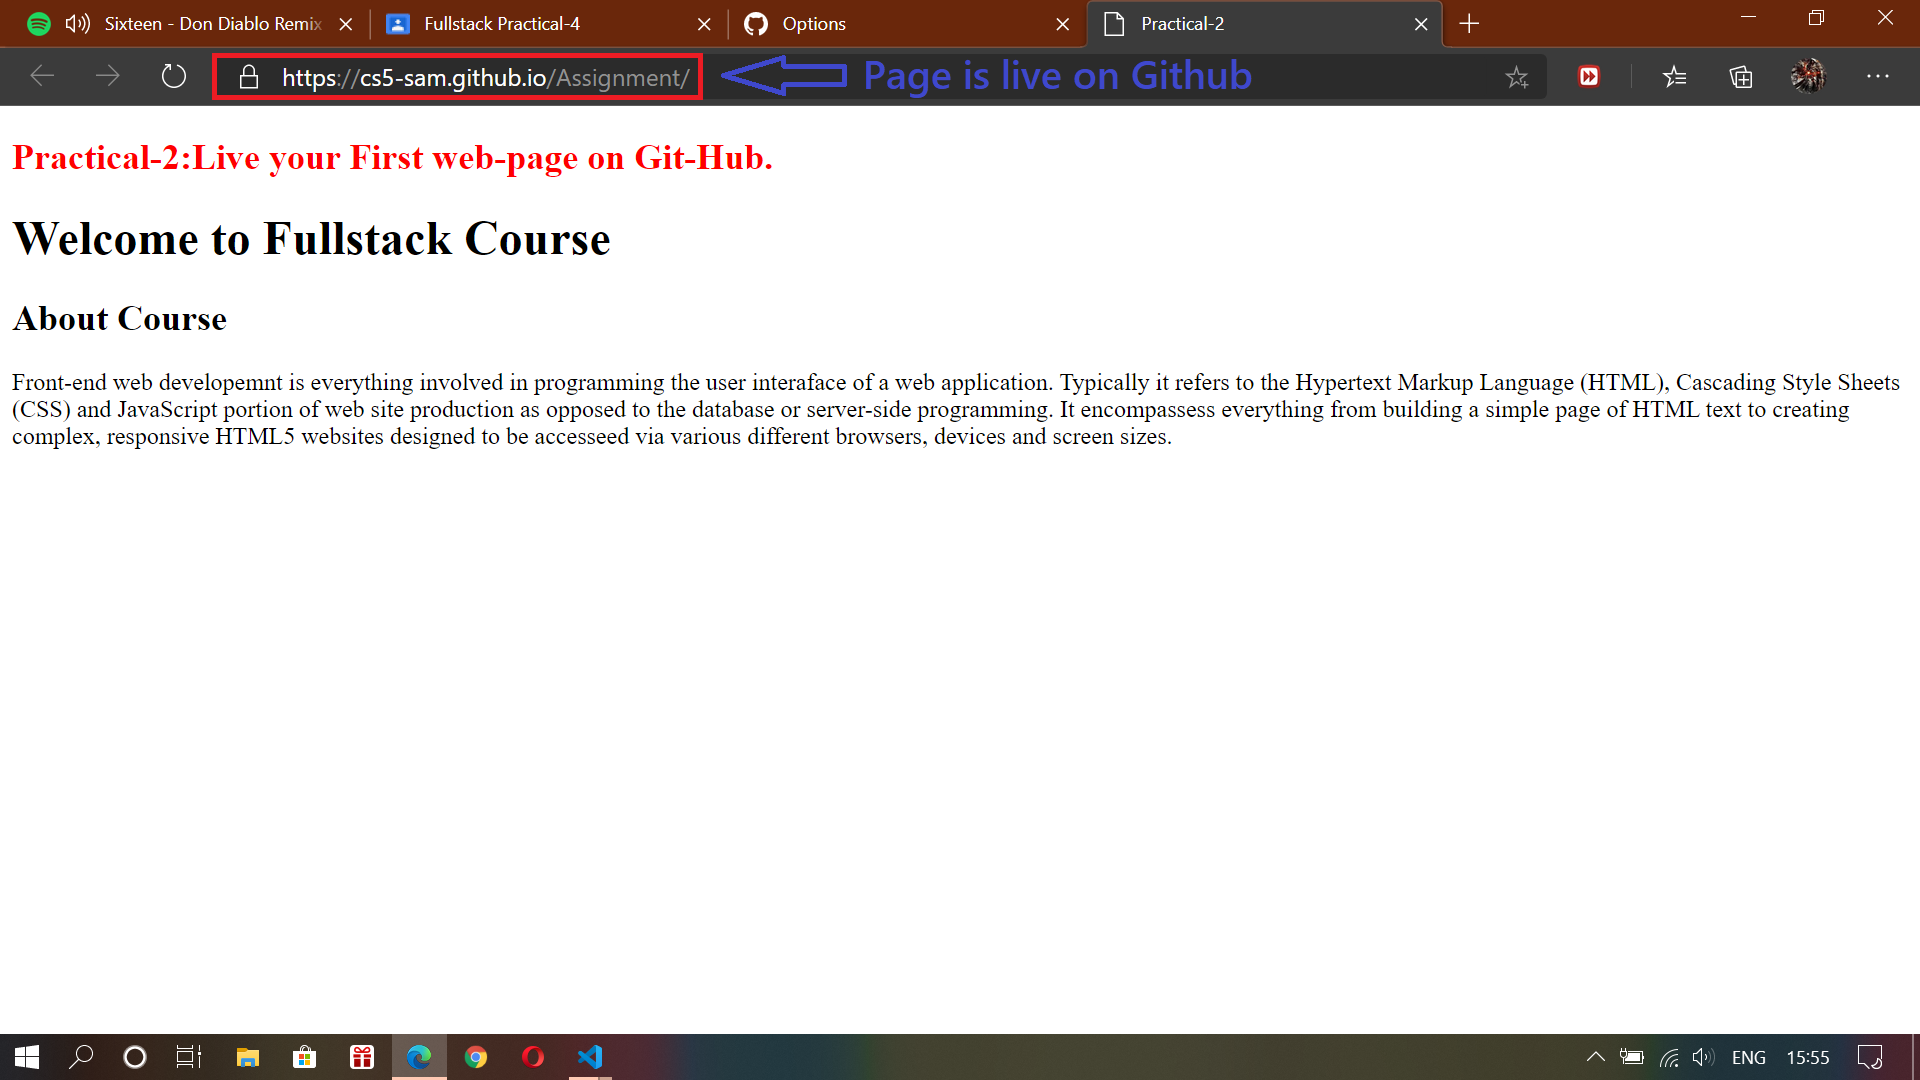 Sixteen - Don Diablo Remix
Fullstack Practical-4
Options
Practical-2
https://cs5-sam.github.io/Assignment/
Page is live on Github
Practical-2:Live your First web-page on Git-Hub.
Welcome to Fullstack Course
About Course
Front-end web developemnt is everything involved in programming the user interaface of a web application. Typically it refers to the Hypertext Markup Language (HTML), Cascading Style Sheets
(CSS) and JavaScript portion of web site production as opposed to the database or server-side programming. It encompassess everything from building a simple page of HTML text to creating
complex, responsive HTML5 websites designed to be accesseed via various different browsers, devices and screen sizes.
ENG
15:55